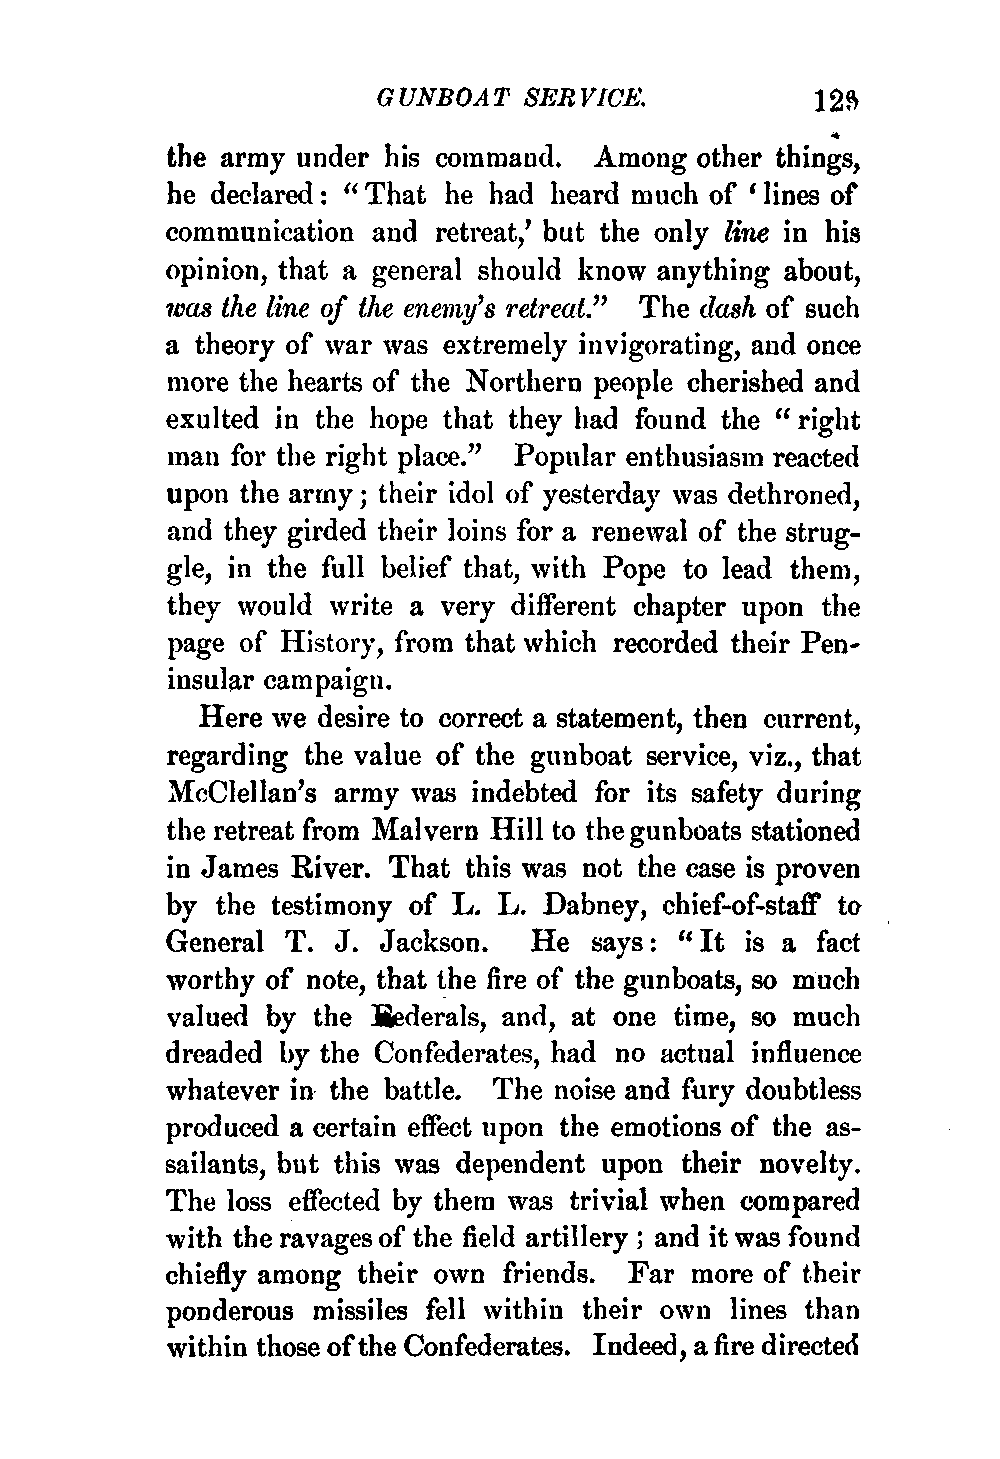 GUNBOAT SERVICE. 129
the army under his command. Among other things,
he declared: "That he had heard much of 'lines of
communication and retreat,' but the only line in his
opinion, that a general should know anything about,
was the line of the enemy's retreat." The dash of such
a theory of war was extremely invigorating, and once
more the hearts of the Northern people cherished and
exulted in the hope that they had found the "right
man for the right place." Popular enthusiasm reacted
upon the army; their idol of yesterday was dethroned,
and they girded their loins for a renewal of the strug-
gle, in the full belief that, with Pope to lead them,
they would write a very different chapter upon the
page of History, from that which recorded their Pen-
insular campaign.
Here we desire to correct a statement, then current,
regarding the value of the gunboat service, viz., that
McClellan's army was indebted for its safety during
the retreat from Malvern Hill to the gunboats stationed
in James River. That this was not the case is proven
by the testimony of L. L. Dabney, chief-of-staff to
General T. J. Jackson. He says: "It is a fact
worthy of note, that the fire of the gunboats, so much
valued by the Federals, and, at one time, so much
dreaded by the Confederates, had no actual influence
whatever in the battle. The noise and fury doubtless
produced a certain effect upon the emotions of the as-
sailants, but this was dependent upon their novelty.
The loss effected by them was trivial when compared
with the ravages of the field artillery; and it was found
chiefly among their own friends. Far more of their
ponderous missiles fell within their own lines than
within those of the Confederates. Indeed, a fire directed